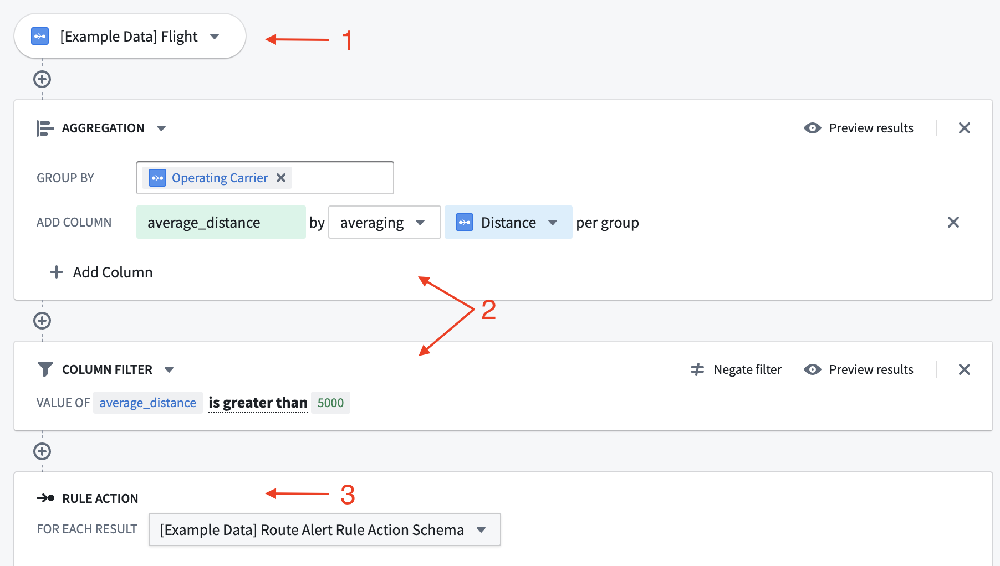 [Example Data] Flight 1
AGGREGATION Preview results
GROUP BY Operating Carrier
ADD COLUMN average_distance by averaging Distance per group
Add Column
2
COLUMN FILTER Negate filter Preview results
VALUE OF average_distance is greater than 5000
RULE ACTION 3
FOR EACH RESULT [Example Data] Route Alert Rule Action Schema